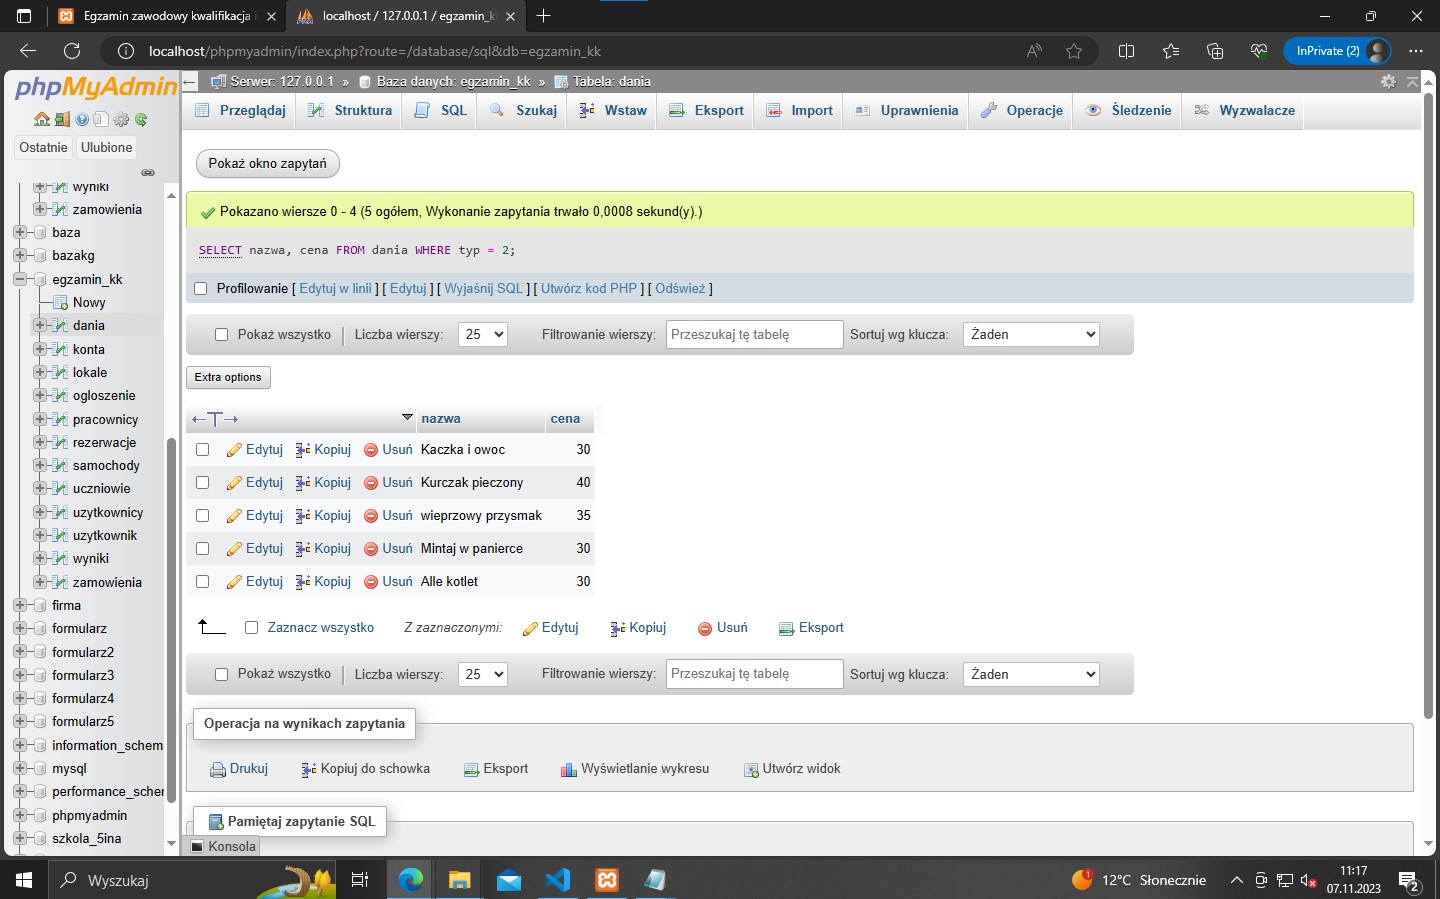 Egzamin zawodowy kwalifikacja i
localhost / 127.0.0.1 / egzamin_k
localhost/phpmyadmin/index.php?route=/database/sql&db=egzamin_kk
InPrivate (2)
phpMyAdmin
Ostatnie
Ulubione
wyniki
zamowienia
baza
bazakg
egzamin_kk
Nowy
dania
konta
lokale
ogloszenie
pracownicy
rezerwacje
samochody
uczniowie
uzytkownicy
uzytkownik
wyniki
zamowienia
firma
formularz
formularz2
formularz3
formularz4
formularz5
information_schem
mysql
performance_scher
phpmyadmin
szkola_5ina
Serwer: 127.0.0.1 » Baza danych: egzamin_kk » Tabela: dania
Przeglądaj Struktura SQL Szukaj Wstaw Eksport Import Uprawnienia Operacje Śledzenie Wyzwalacze
Pokaż okno zapytań
Pokazano wiersze 0 - 4 (5 ogółem, Wykonanie zapytania trwało 0,0008 sekund(y).)
SELECT nazwa, cena FROM dania WHERE typ = 2;
Profilowanie [ Edytuj w linii ] [ Edytuj ] [ Wyjaśnij SQL ] [ Utwórz kod PHP ] [ Odśwież ]
Pokaż wszystko Liczba wierszy: 25 Filtrowanie wierszy: Przeszukaj tę tabelę Sortuj wg klucza: Żaden
Extra options
←T→ nazwa cena
Edytuj Kopiuj Usuń Kaczka i owoc 30
Edytuj Kopiuj Usuń Kurczak pieczony 40
Edytuj Kopiuj Usuń wieprzowy przysmak 35
Edytuj Kopiuj Usuń Mintaj w panierce 30
Edytuj Kopiuj Usuń Alle kotlet 30
Zaznacz wszystko Z zaznaczonymi: Edytuj Kopiuj Usuń Eksport
Pokaż wszystko Liczba wierszy: 25 Filtrowanie wierszy: Przeszukaj tę tabelę Sortuj wg klucza: Żaden
Operacja na wynikach zapytania
Drukuj Kopiuj do schowka Eksport Wyświetlanie wykresu Utwórz widok
Pamiętaj zapytanie SQL
Konsola
Wyszukaj
1
12°C Słonecznie
11:17
07.11.2023
2